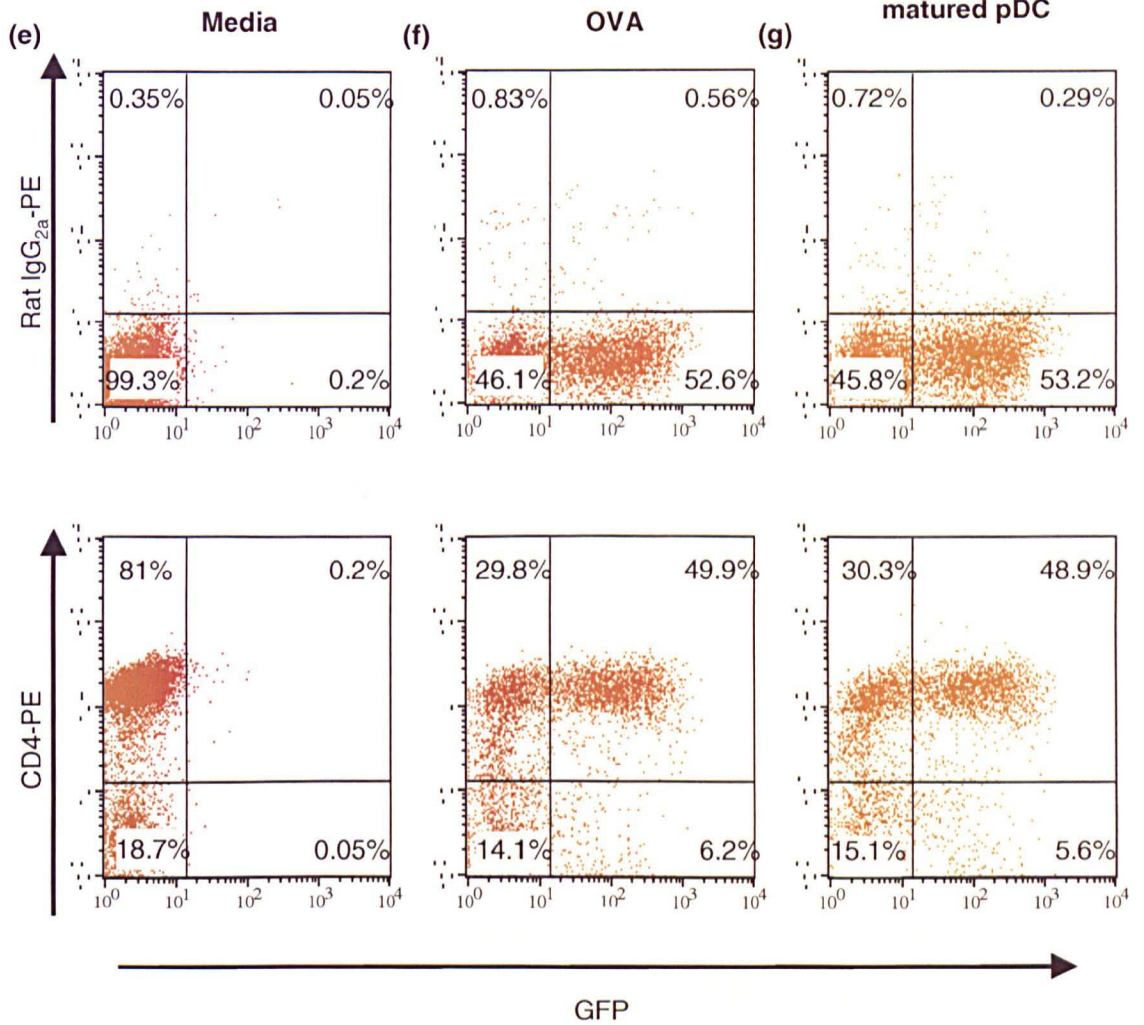 matured pDC
(e) Media (f) OVA (g)
0.35% 0.05% 0.83% 0.56% 0.72% 0.29%
Rat IgG2a-PE
99.3% 0.2% 46.1% 52.6% 45.8% 53.2%
10^0 10^1 10^2 10^3 10^4 10^0 10^1 10^2 10^3 10^4 10^0 10^1 10^2 10^3 10^4
81% 0.2% 29.8% 49.9% 30.3% 48.9%
CD4-PE
18.7% 0.05% 14.1% 6.2% 15.1% 5.6%
10^0 10^1 10^2 10^3 10^4 10^0 10^1 10^2 10^3 10^4 10^0 10^1 10^2 10^3 10^4
GFP